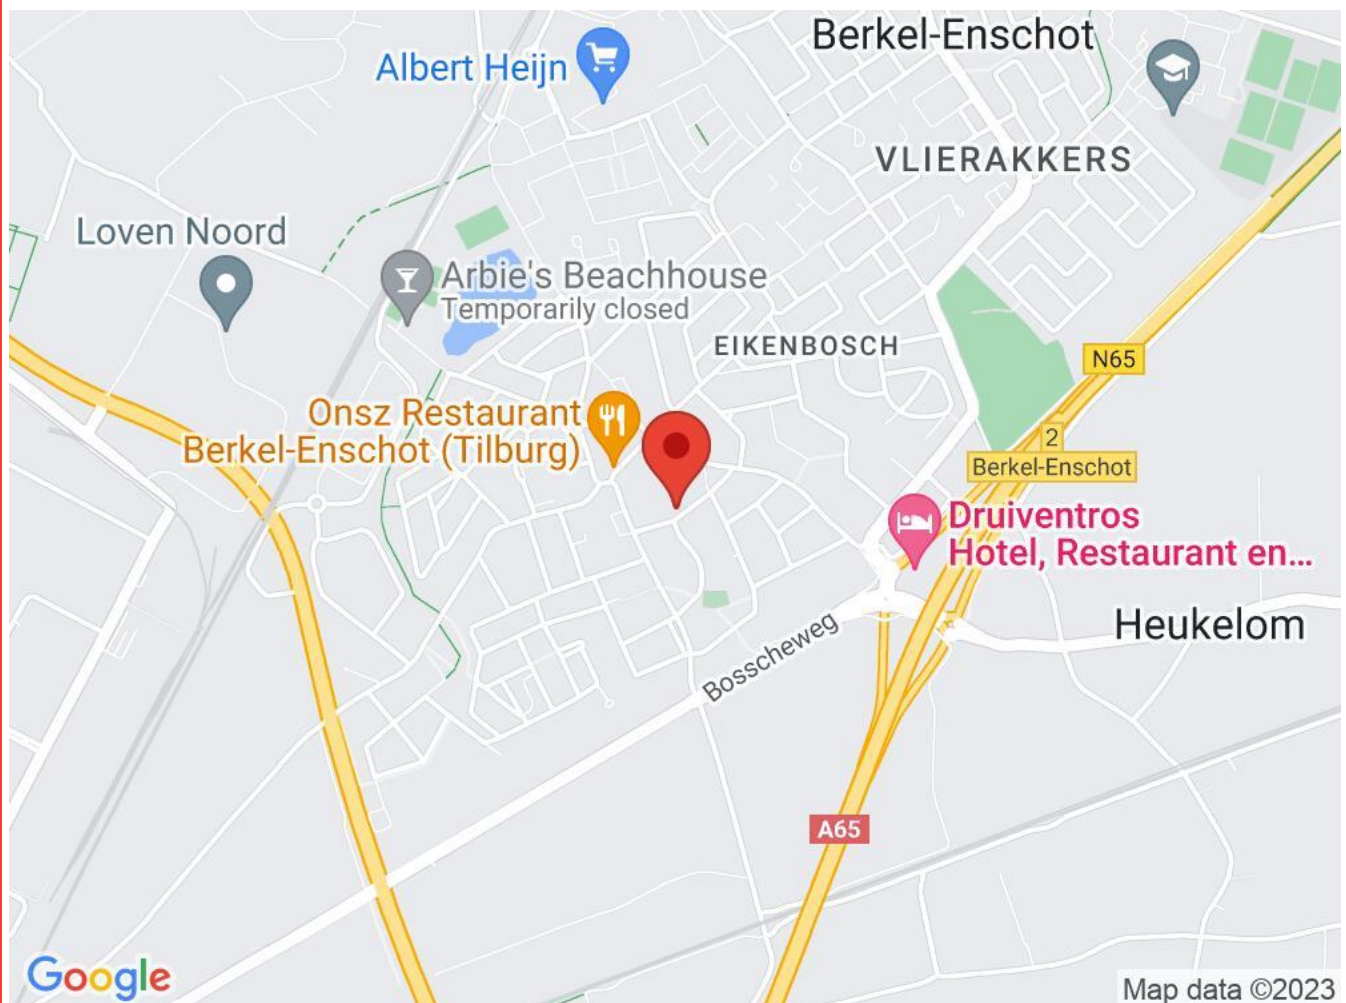 Berkel-Enschot
Albert Heijn
VLIERAKKERS
Loven Noord
Arbie's Beachhouse
Temporarily closed
EIKENBOSCH
N65
Onsz Restaurant
Berkel-Enschot (Tilburg)
2
Berkel-Enschot
Druiventros
Hotel, Restaurant en...
Heukelom
Bosscheweg
A65
Google
Map data ©2023